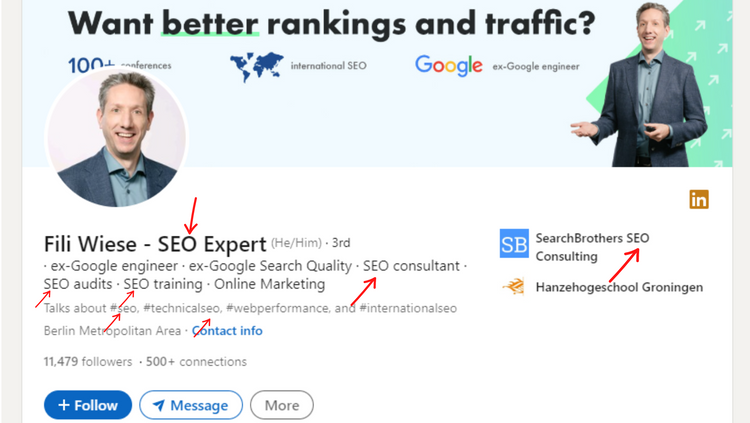 Want better rankings and traffic?
100+ conferences
international SEO
Google ex-Google engineer
Fili Wiese - SEO Expert (He/Him) · 3rd
· ex-Google engineer · ex-Google Search Quality · SEO consultant ·
SEO audits · SEO training · Online Marketing
Talks about #seo, #technicalseo, #webperformance, and #internationalseo
Berlin Metropolitan Area · Contact info
11,479 followers · 500+ connections
+ Follow
Message
More
in
SB
SearchBrothers SEO
Consulting
Hanzehogeschool Groningen